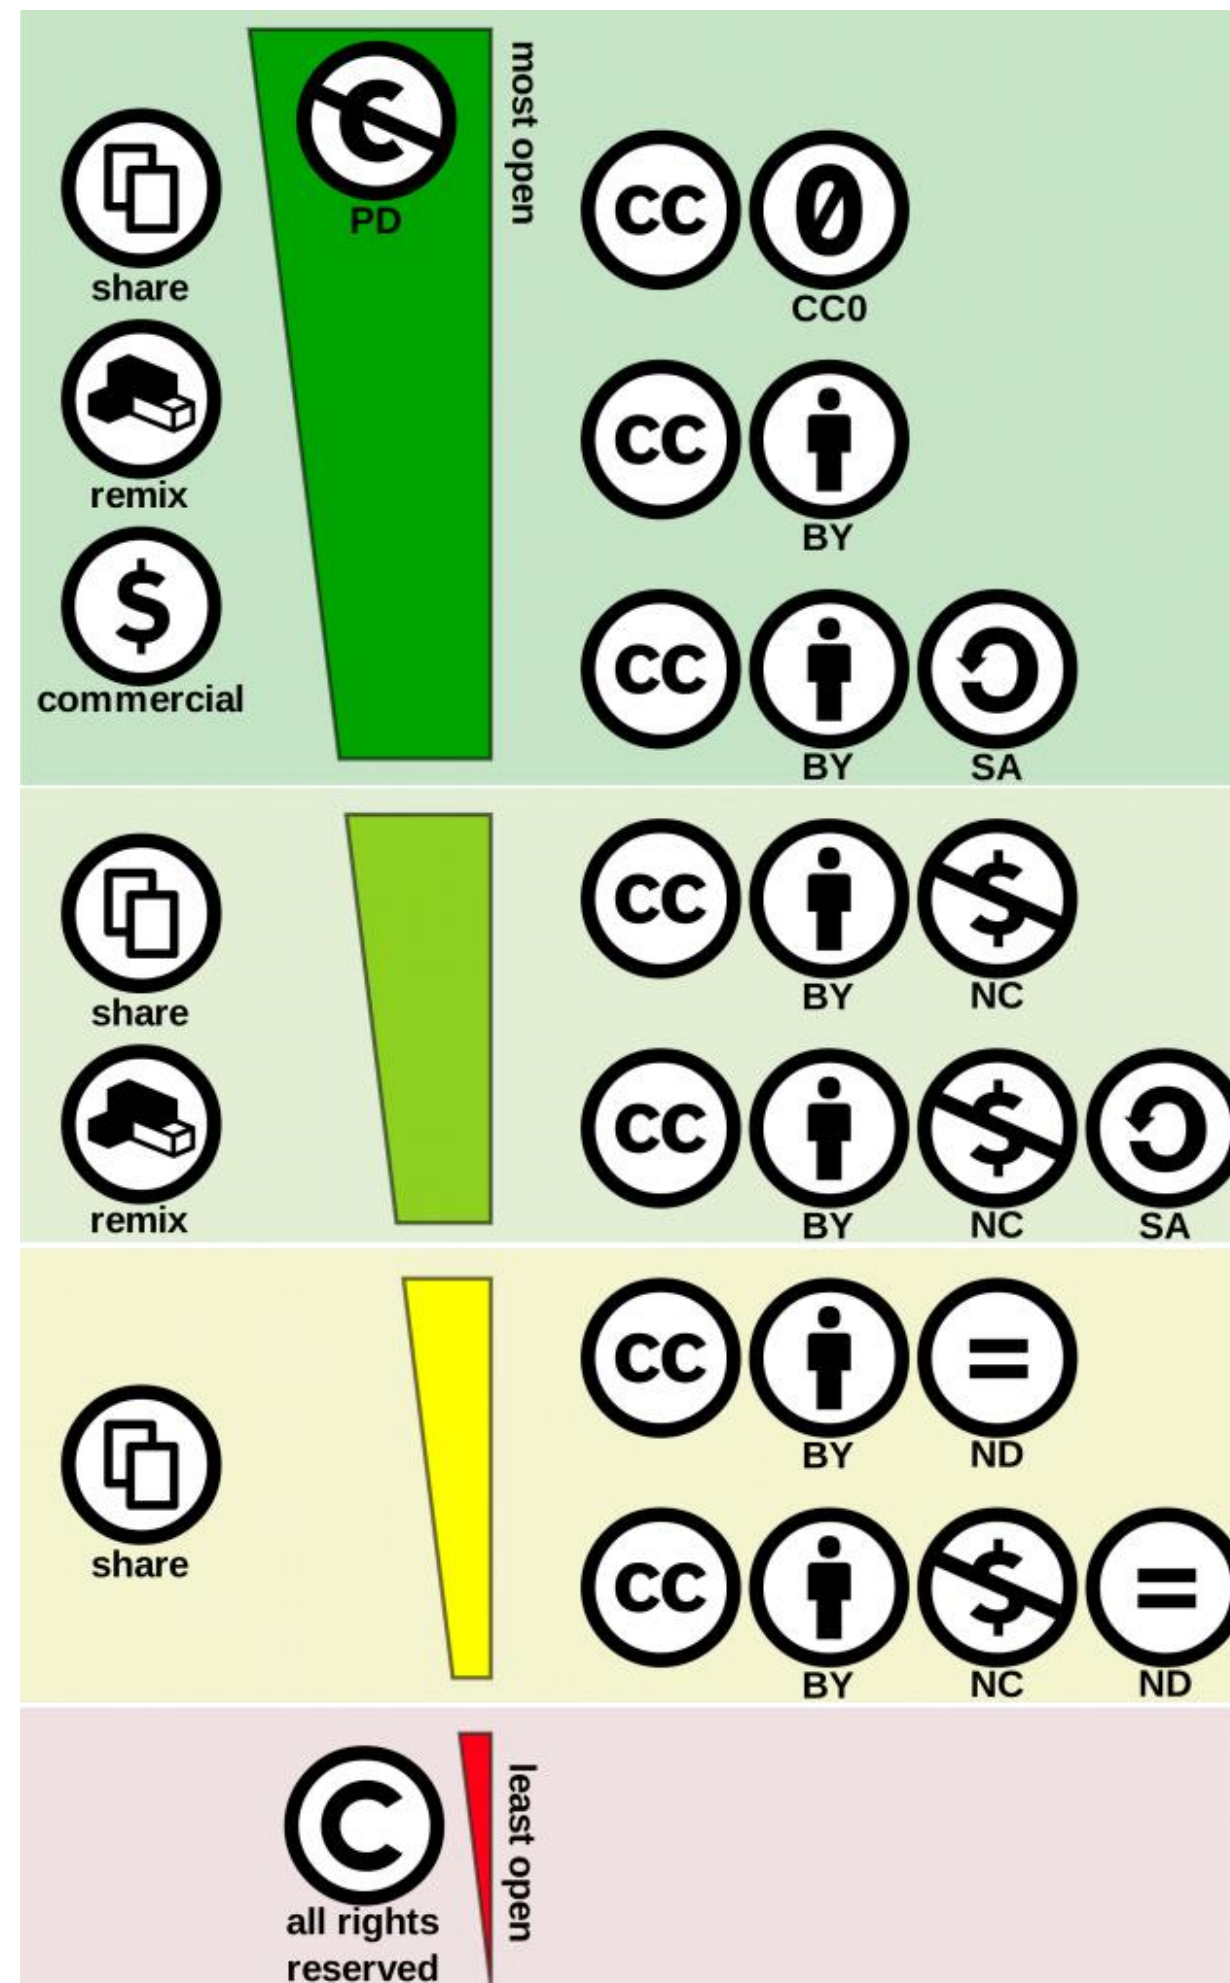 most open
PD
share
remix
commercial
cc 0
CC0
cc
BY
cc
BY SA
share
remix
cc $
BY NC
cc $
BY NC SA
share
cc =
BY ND
cc $ =
BY NC ND
C
all rights
reserved
least open